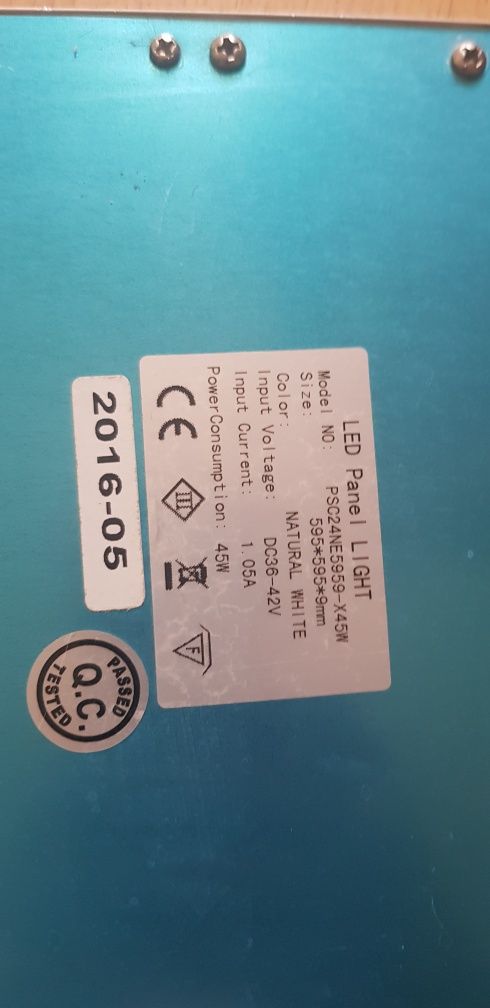 LED Panel LIGHT
Model NO: PSC24NE5959-X45W
Size: 595*595*9mm
Color: NATURAL WHITE
Input Voltage: DC36-42V
Input Current: 1.05A
PowerConsumption: 45W
CE III F
2016-05
PASSED
Q.C.
TESTED